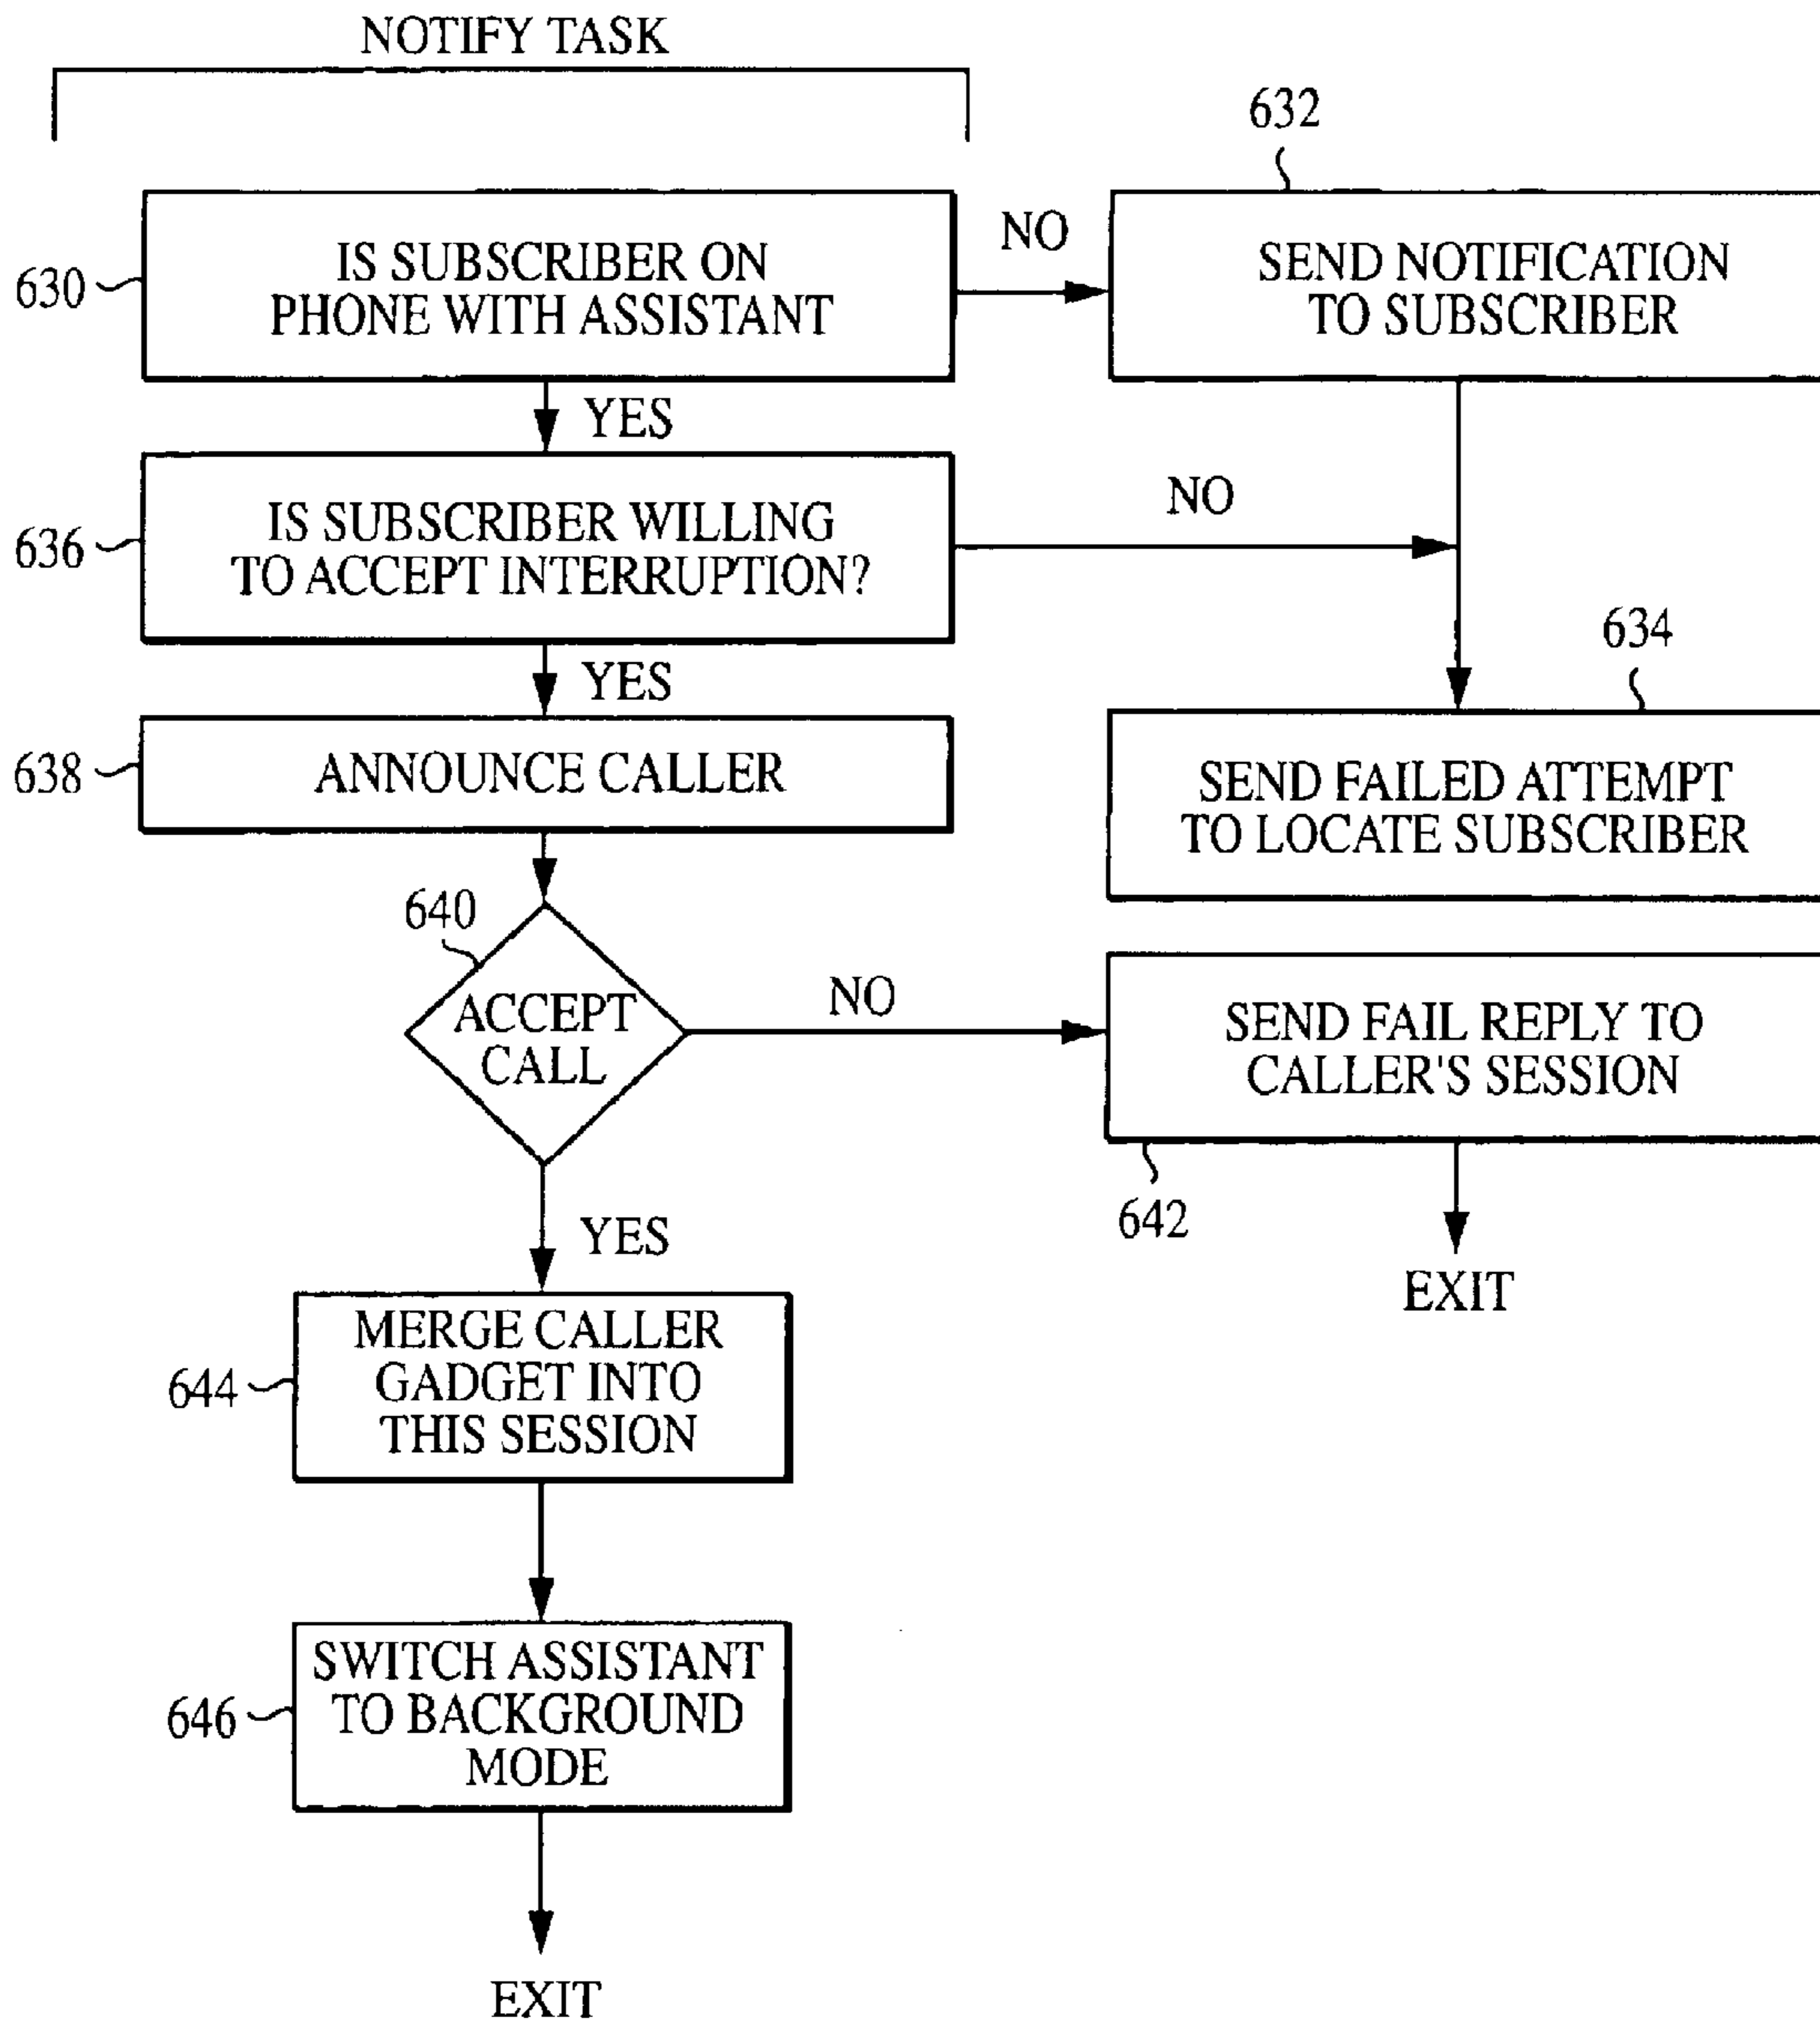 NOTIFY TASK
632
630
IS SUBSCRIBER ON
PHONE WITH ASSISTANT
NO
SEND NOTIFICATION
TO SUBSCRIBER
YES
636
IS SUBSCRIBER WILLING
TO ACCEPT INTERRUPTION?
NO
634
YES
638
ANNOUNCE CALLER
SEND FAILED ATTEMPT
TO LOCATE SUBSCRIBER
640
ACCEPT
CALL
NO
SEND FAIL REPLY TO
CALLER'S SESSION
642
YES
EXIT
644
MERGE CALLER
GADGET INTO
THIS SESSION
646
SWITCH ASSISTANT
TO BACKGROUND
MODE
EXIT